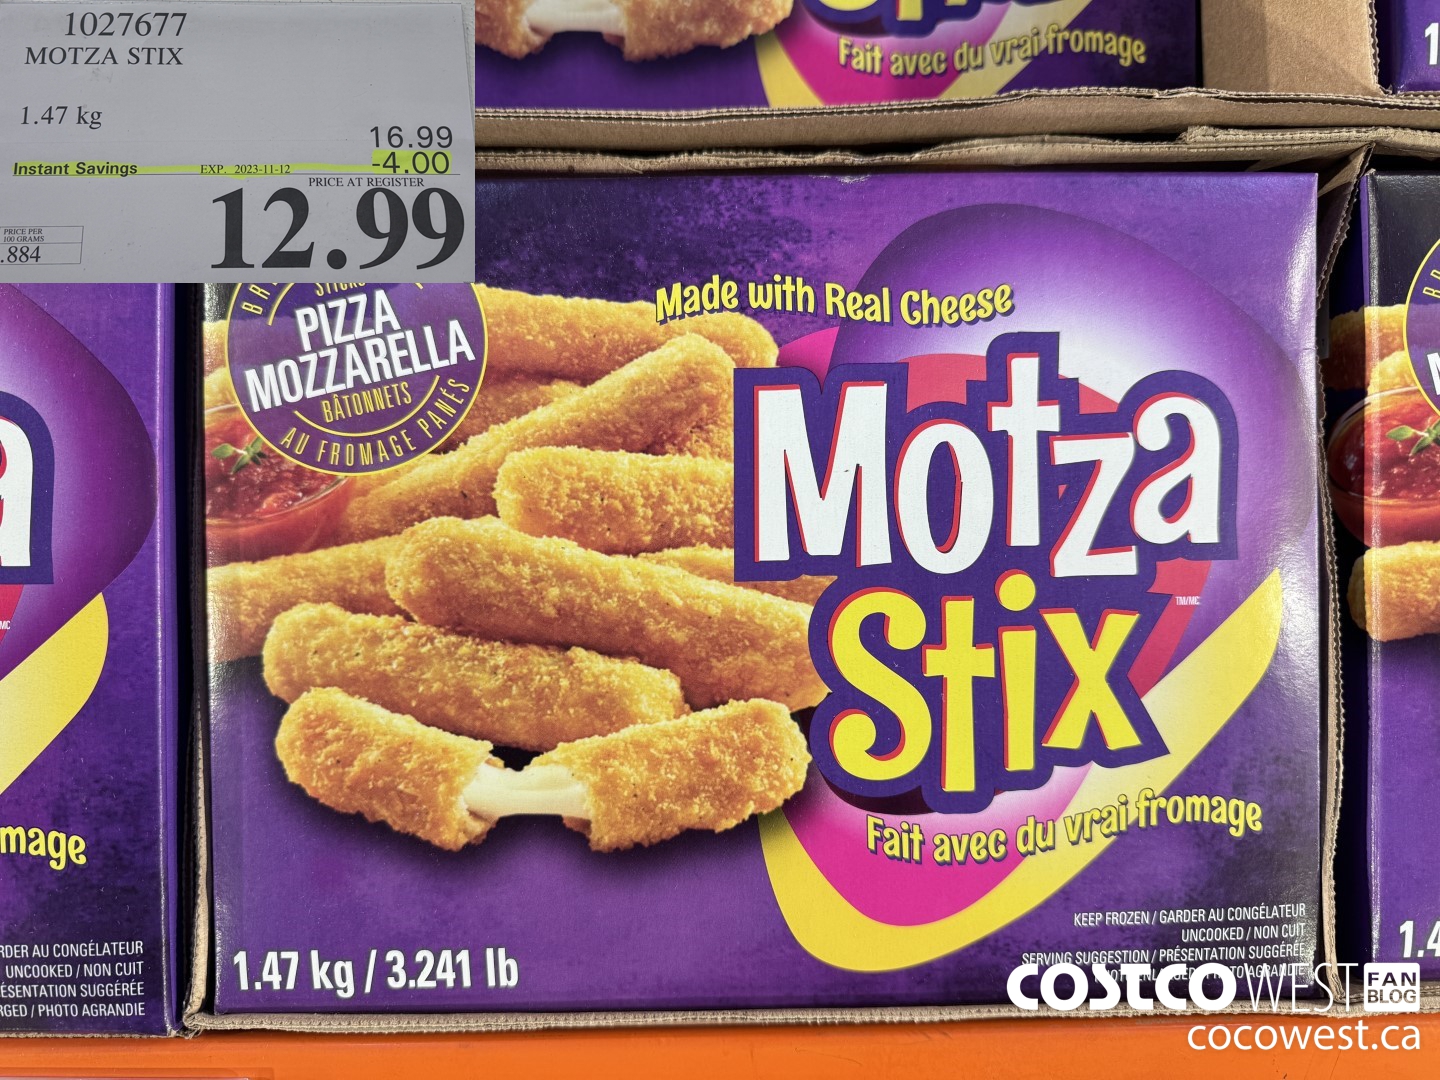 1027677
MOTZA STIX
1.47 kg
16.99
Instant Savings EXP. 2023-11-12 -4.00
PRICE AT REGISTER
12.99
PRICE PER
100 GRAMS
.884
Fait avec du vrai fromage
PIZZA
MOZZARELLA
BÂTONNETS
AU FROMAGE PANÉS
Made with Real Cheese
Motza
Stix
TM/MC
Fait avec du vrai fromage
1.47 kg / 3.241 lb
KEEP FROZEN / GARDER AU CONGÉLATEUR
UNCOOKED / NON CUIT
SERVING SUGGESTION / PRÉSENTATION SUGGÉRÉE
a
MC
mage
RDER AU CONGÉLATEUR
UNCOOKED / NON CUIT
ÉSENTATION SUGGÉRÉE
RGED / PHOTO AGRANDIE
1.4
COSTCO WEST FAN BLOG
cocowest.ca